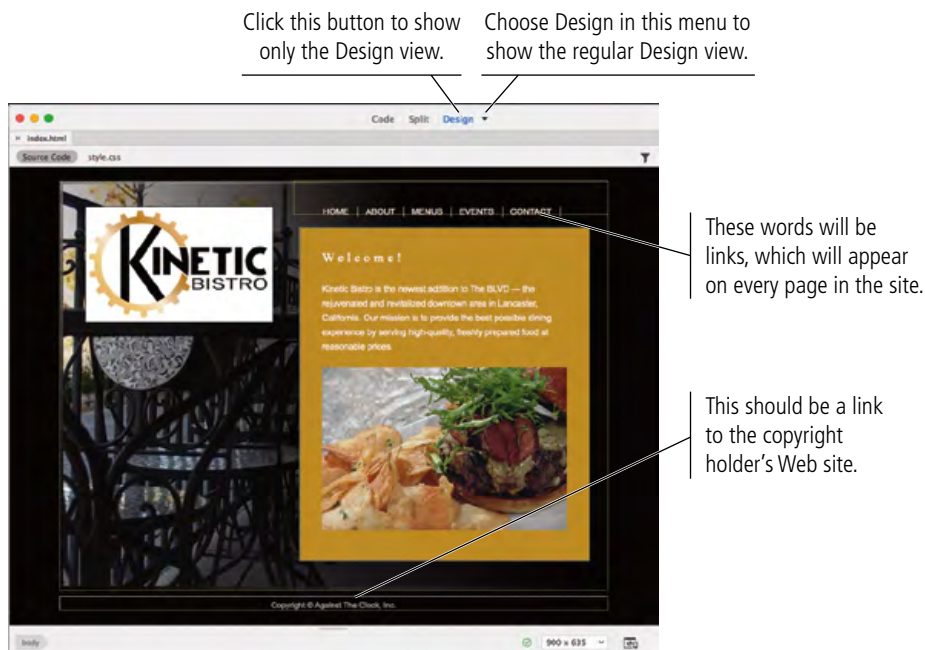 Click this button to show
only the Design view.
Choose Design in this menu to
show the regular Design view.
Code Split Design
× index.html
Source Code style.css
HOME | ABOUT | MENUS | EVENTS | CONTACT |
KINETIC
BISTRO
Welcome!
Kinetic Bistro is the newest addition to The BLVD — the
rejuvenated and revitalized downtown area in Lancaster,
California. Our mission is to provide the best possible dining
experience by serving high-quality, freshly prepared food at
reasonable prices.
These words will be
links, which will appear
on every page in the site.
This should be a link
to the copyright
holder's Web site.
Copyright © Against The Clock, Inc.
body
900 x 635